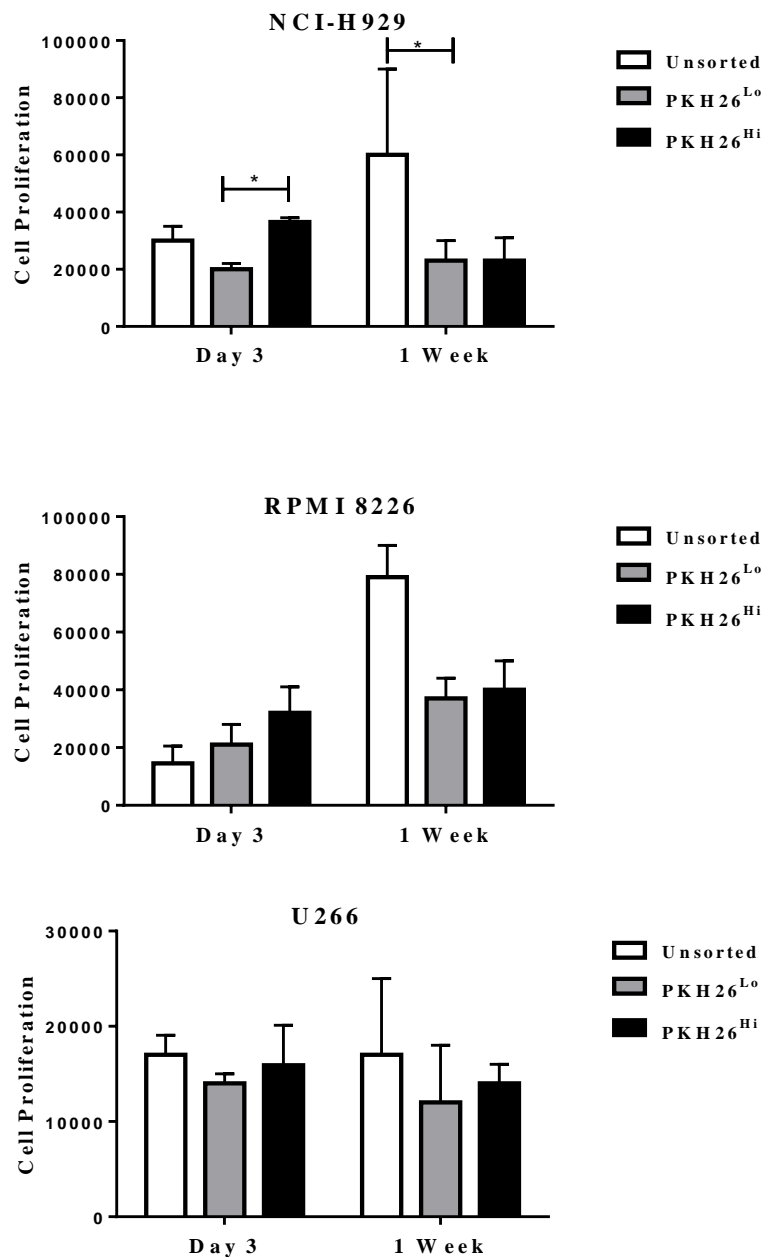 NCI-H929
100000
80000
60000
40000
20000
0
Cell Proliferation
*
*
Day 3
1 Week
Unsorted
PKH26Lo
PKH26Hi
RPMI 8226
100000
80000
60000
40000
20000
0
Cell Proliferation
Day 3
1 Week
Unsorted
PKH26Lo
PKH26Hi
U266
30000
20000
10000
0
Cell Proliferation
Day 3
1 Week
Unsorted
PKH26Lo
PKH26Hi